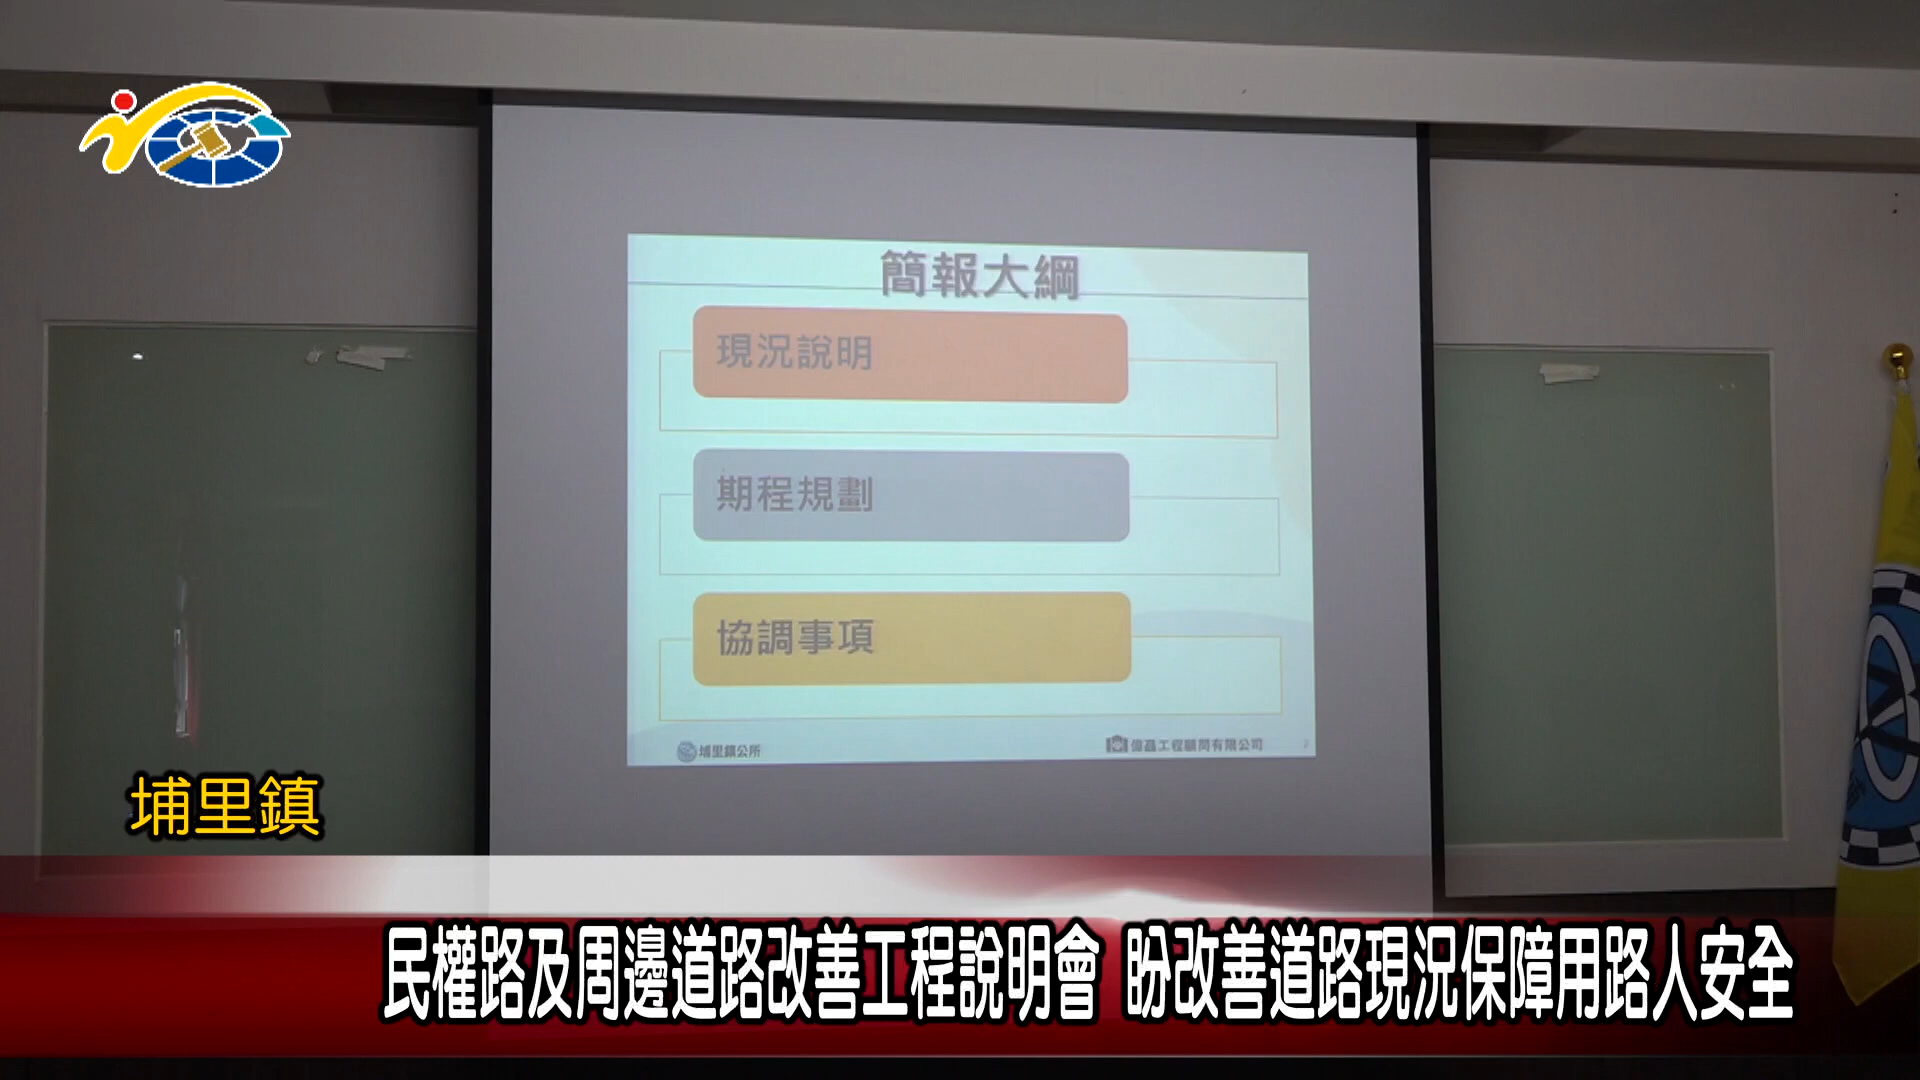 簡報大綱
現況說明
期程規劃
協調事項
埔里鎮公所
工程顧問有限公司
埔里鎮
民權路及周邊道路改善工程說明會 盼改善道路現況保障用路人安全